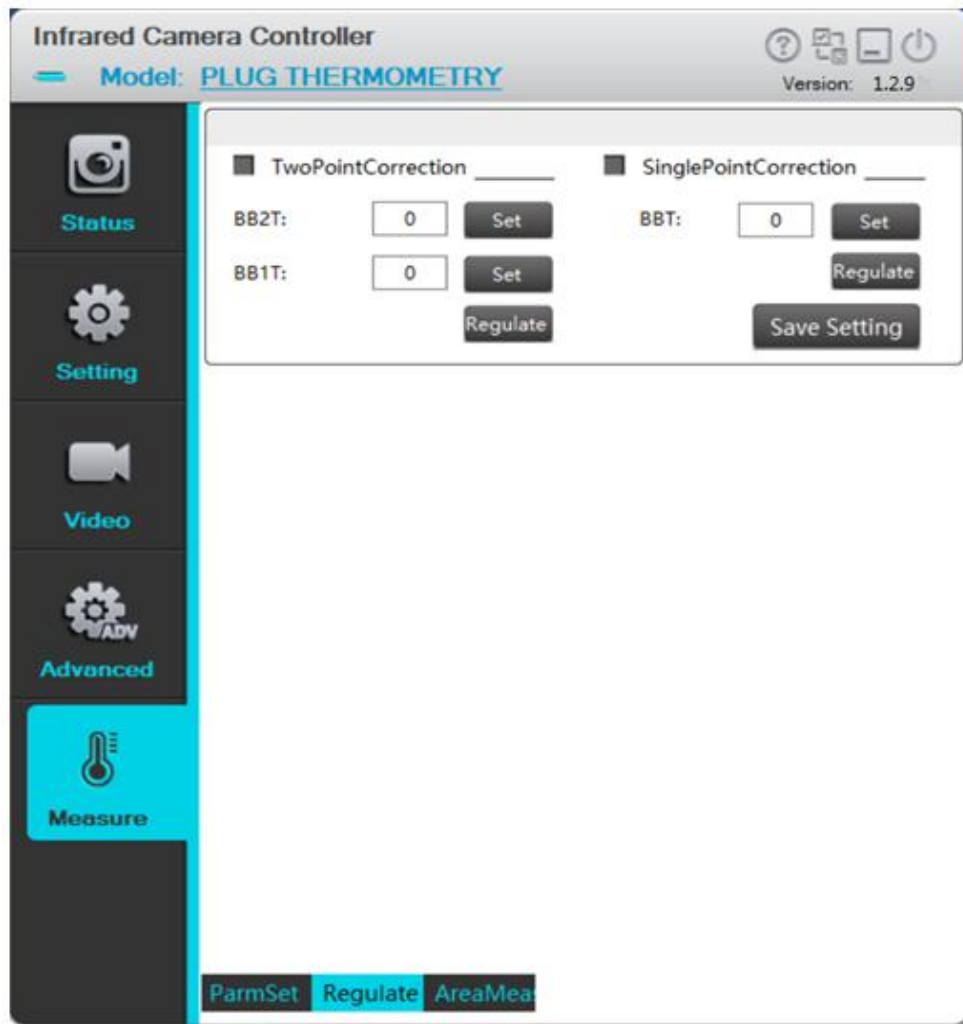 Infrared Camera Controller
Model: PLUG THERMOMETRY
Version: 1.2.9
Status
Setting
Video
ADV
Advanced
Measure
TwoPointCorrection
BB2T: 0 Set
BB1T: 0 Set
Regulate
SinglePointCorrection
BBT: 0 Set
Regulate
Save Setting
ParmSet Regulate AreaMea